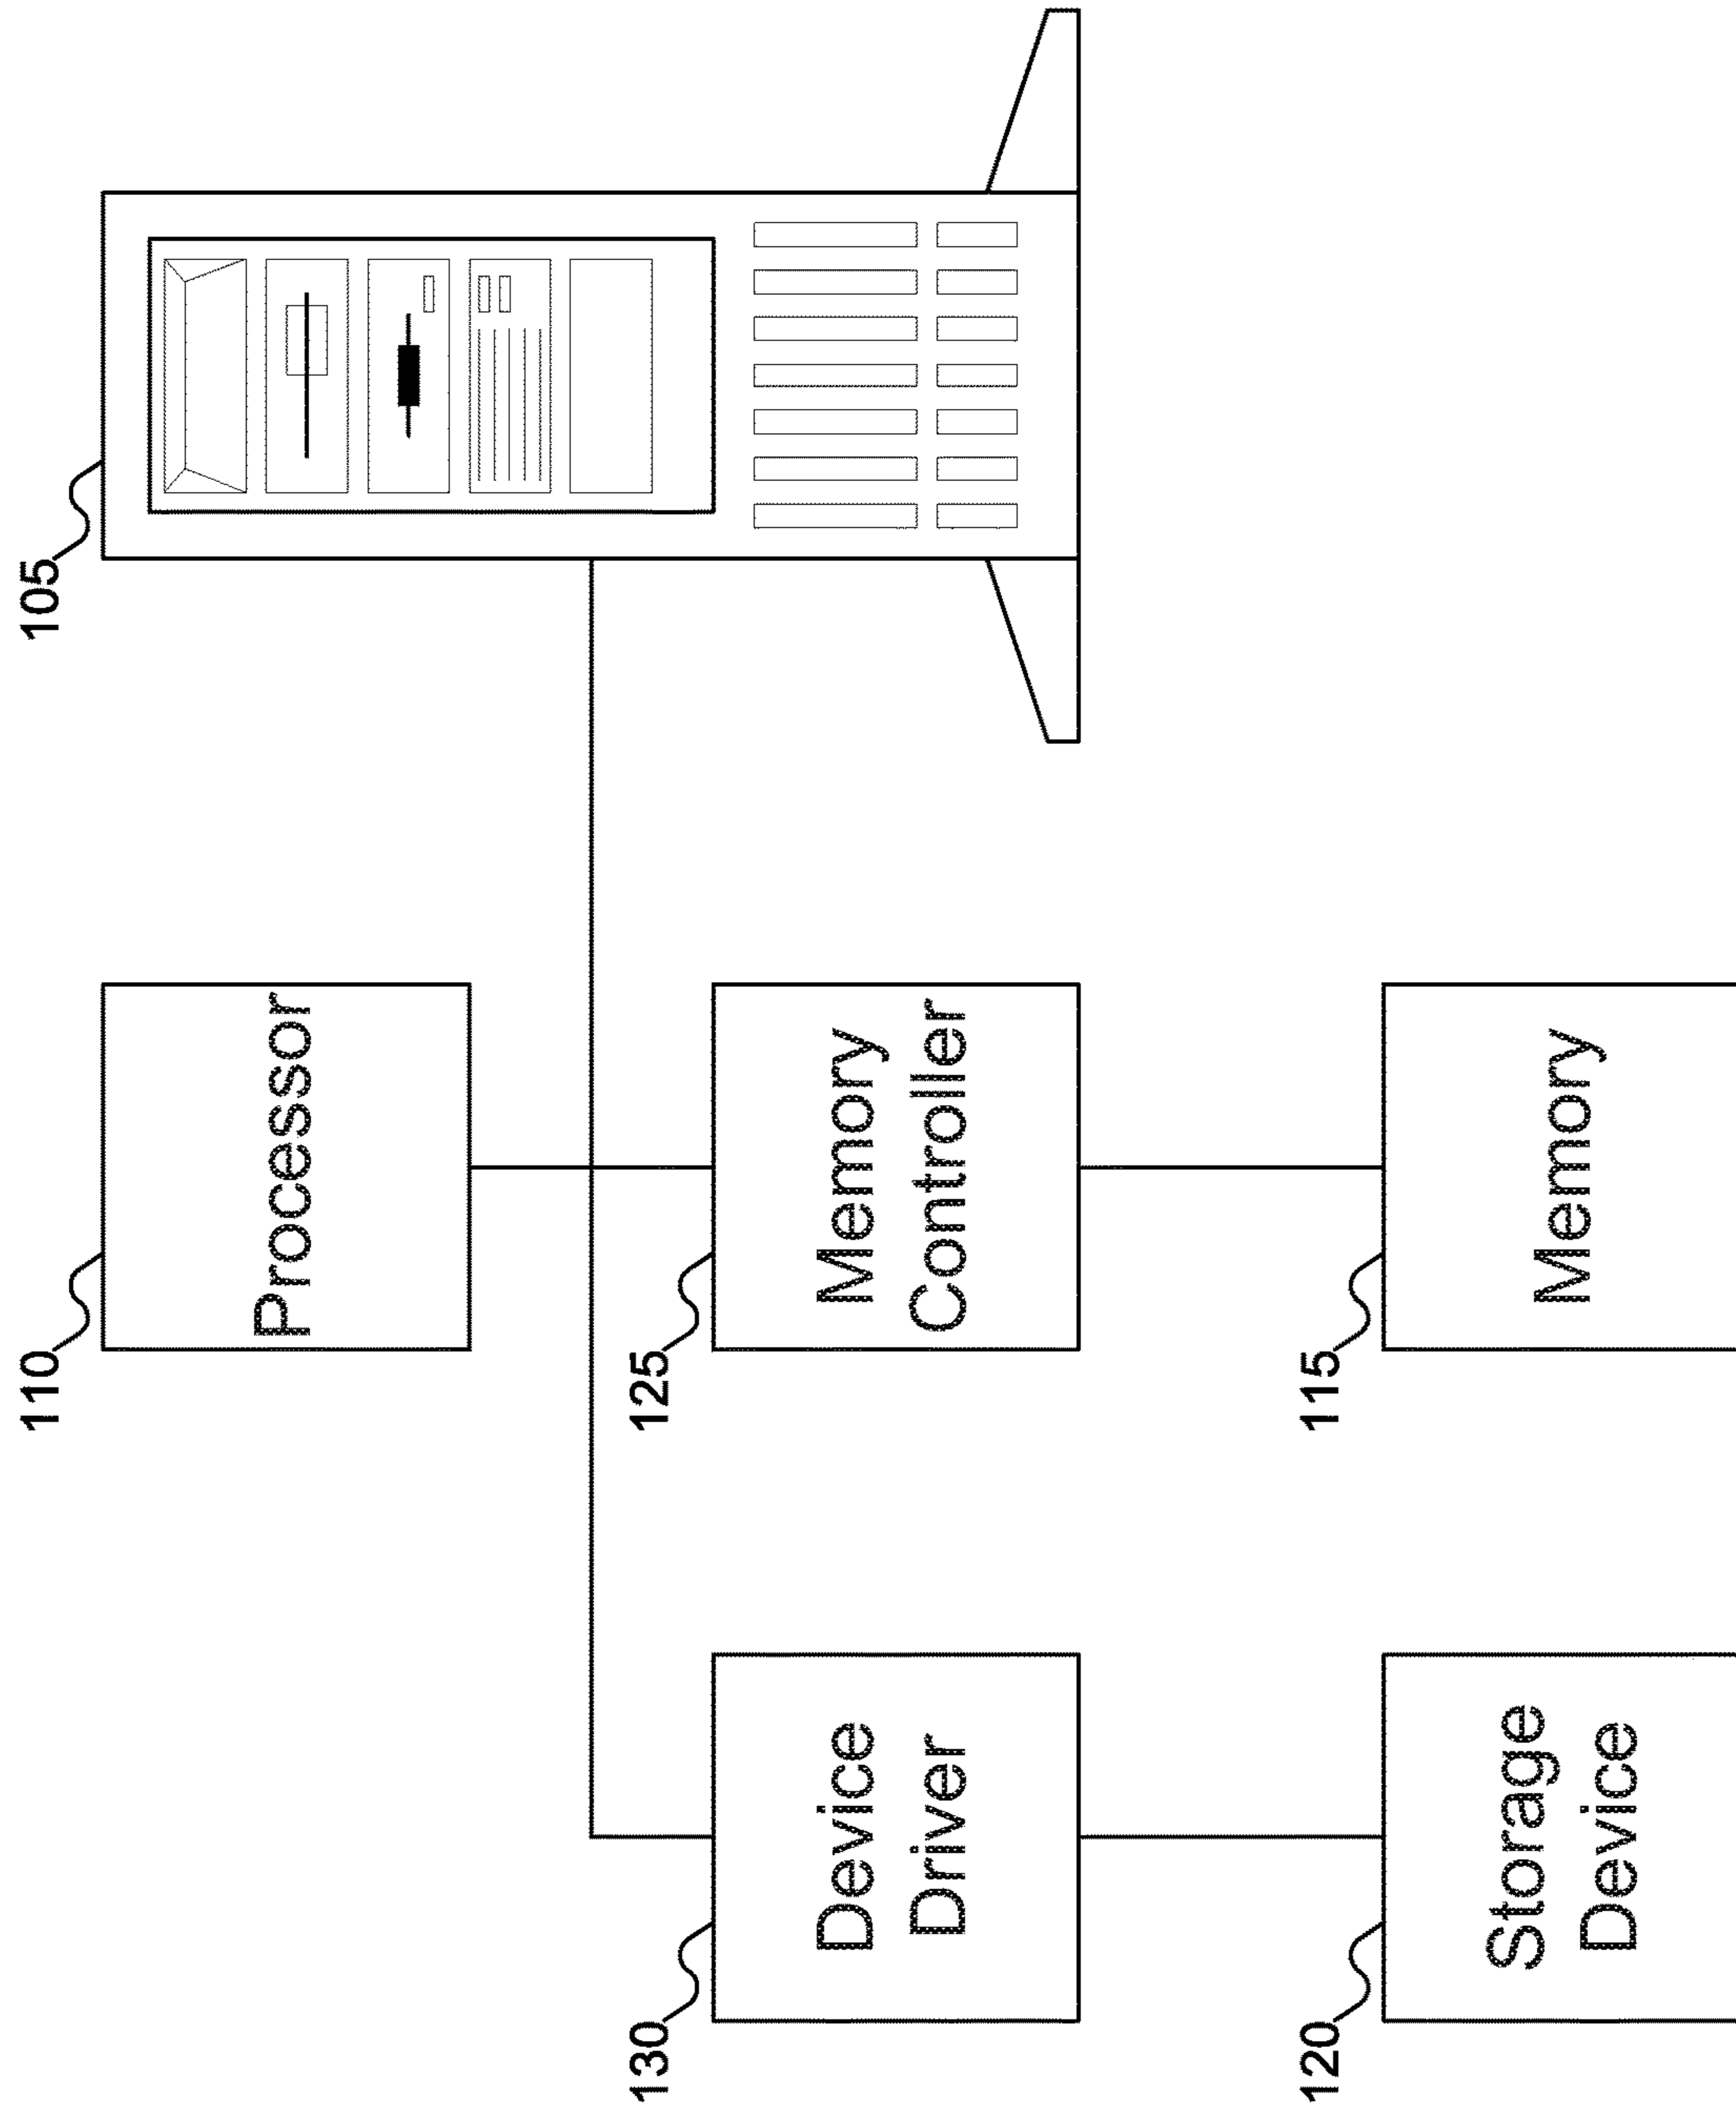 105
110
Processor
125
Memory
Controller
115
Memory
130
Device
Driver
120
Storage
Device